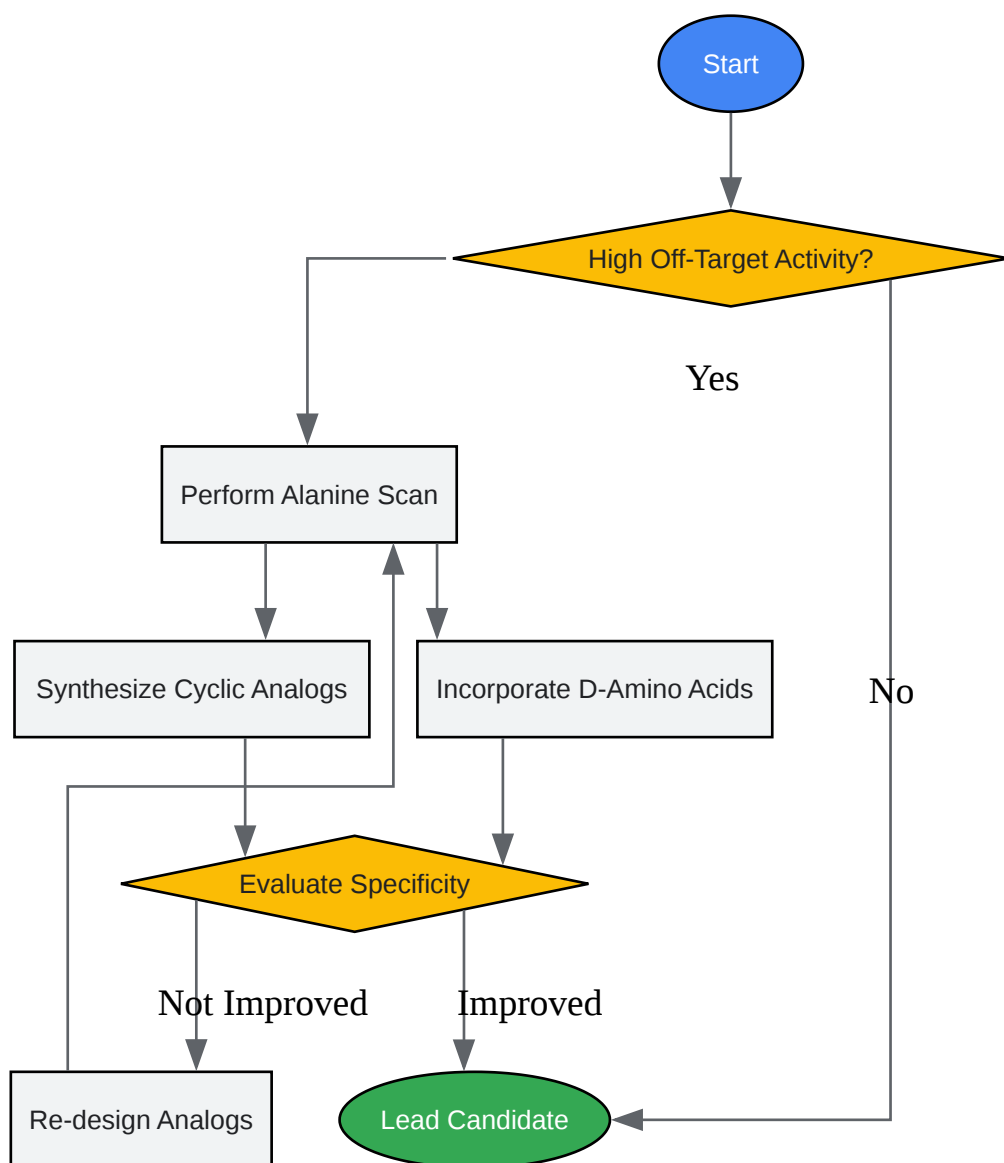 Start
High Off-Target Activity?
Yes
Perform Alanine Scan
Synthesize Cyclic Analogs
Incorporate D-Amino Acids
No
Evaluate Specificity
Not Improved
Improved
Re-design Analogs
Lead Candidate